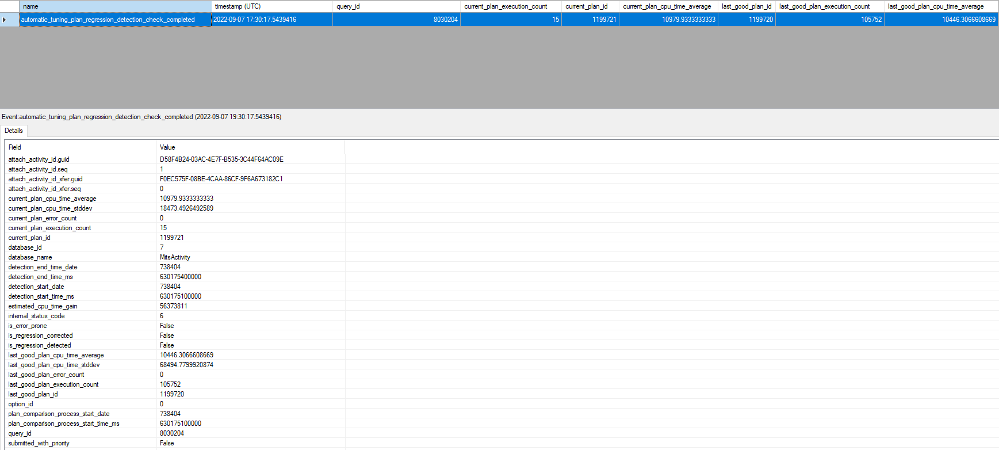 name timestamp (UTC) query_id current_plan_execution_count current_plan_id current_plan_cpu_time_average last_good_plan_id last_good_plan_execution_count last_good_plan_cpu_time_average
automatic_tuning_plan_regression_detection_check_completed 2022-09-07 17:30:17.5439416 8030204 15 1199721 10979.9333333333 1199720 105752 10446.3066608669
Event:automatic_tuning_plan_regression_detection_check_completed (2022-09-07 19:30:17.5439416)
Details
Field Value
attach_activity_id.guid D58F4B24-03AC-4E7F-B535-3C44F64AC09E
attach_activity_id.seq 1
attach_activity_id_xfer.guid F0EC575F-08BE-4CAA-86CF-9F6A673182C1
attach_activity_id_xfer.seq 0
current_plan_cpu_time_average 10979.9333333333
current_plan_cpu_time_stddev 18473.4926492589
current_plan_error_count 0
current_plan_execution_count 15
current_plan_id 1199721
database_id 7
database_name MitsActivity
detection_end_time_date 738404
detection_end_time_ms 630175400000
detection_start_date 738404
detection_start_time_ms 630175100000
estimated_cpu_time_gain 56373811
internal_status_code 6
is_error_prone False
is_regression_corrected False
is_regression_detected False
last_good_plan_cpu_time_average 10446.3066608669
last_good_plan_cpu_time_stddev 68494.7799920874
last_good_plan_error_count 0
last_good_plan_execution_count 105752
last_good_plan_id 1199720
option_id 0
plan_comparison_process_start_date 738404
plan_comparison_process_start_time_ms 630175100000
query_id 8030204
submitted_with_priority False